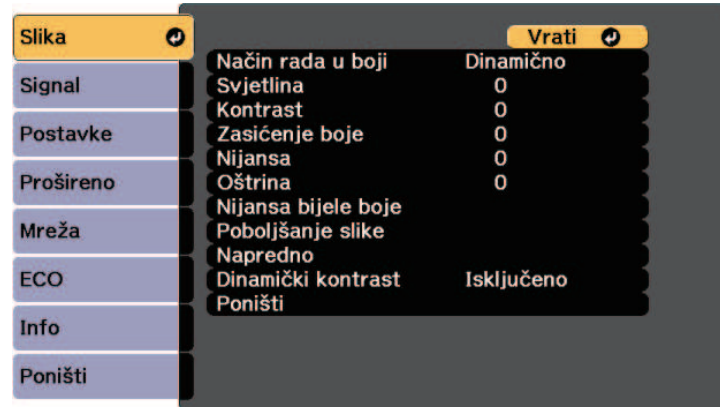 Slika
Signal
Postavke
Prošireno
Mreža
ECO
Info
Poništi
Vrati
Način rada u boji Dinamično
Svjetlina 0
Kontrast 0
Zasićenje boje 0
Nijansa 0
Oštrina 0
Nijansa bijele boje
Poboljšanje slike
Napredno
Dinamički kontrast Isključeno
Poništi